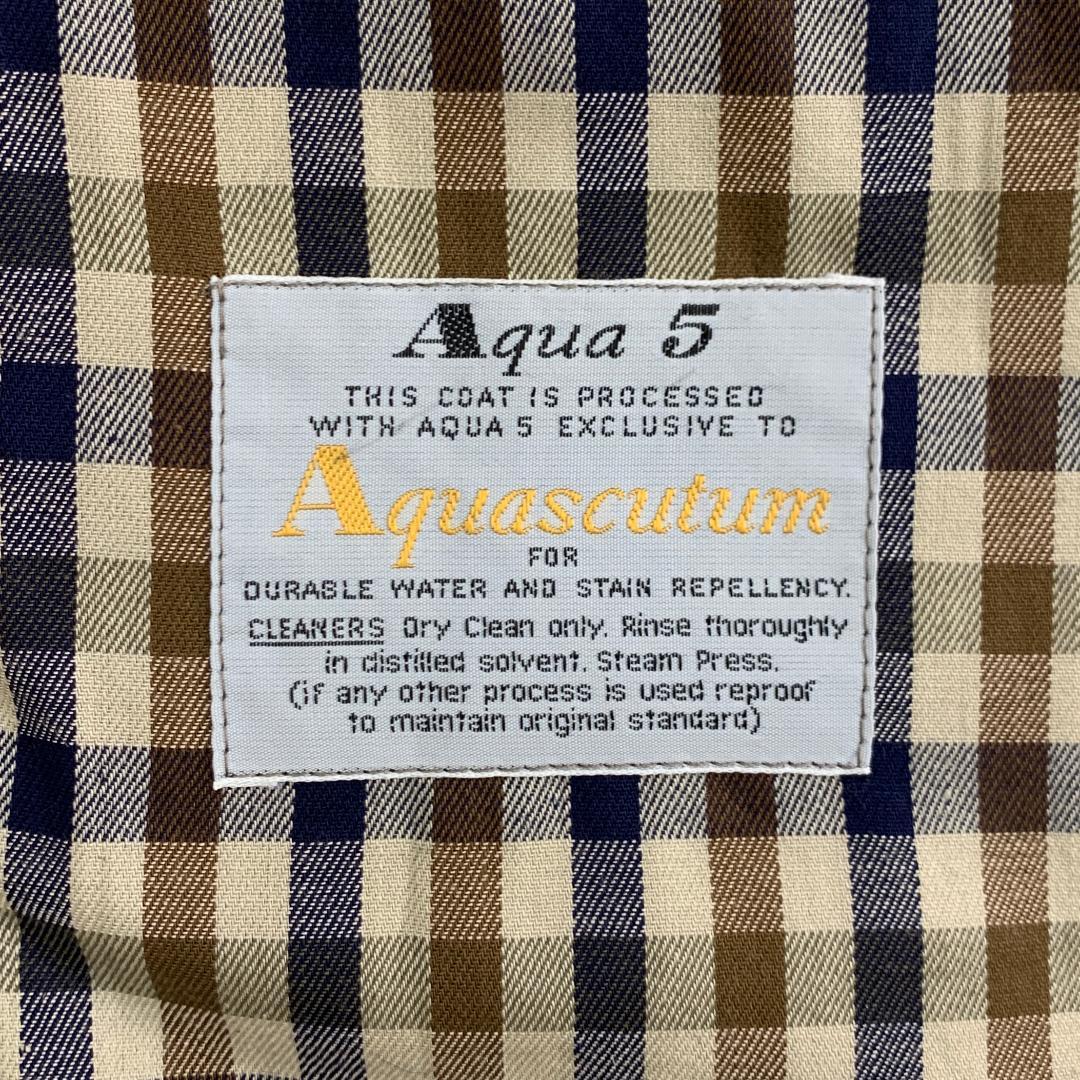 Aqua 5
THIS COAT IS PROCESSED
WITH AQUA 5 EXCLUSIVE TO
Aquascutum
FOR
DURABLE WATER AND STAIN REPELLENCY.
CLEANERS Dry Clean only. Rinse thoroughly
in distilled solvent. Steam Press.
(if any other process is used reproof
to maintain original standard)